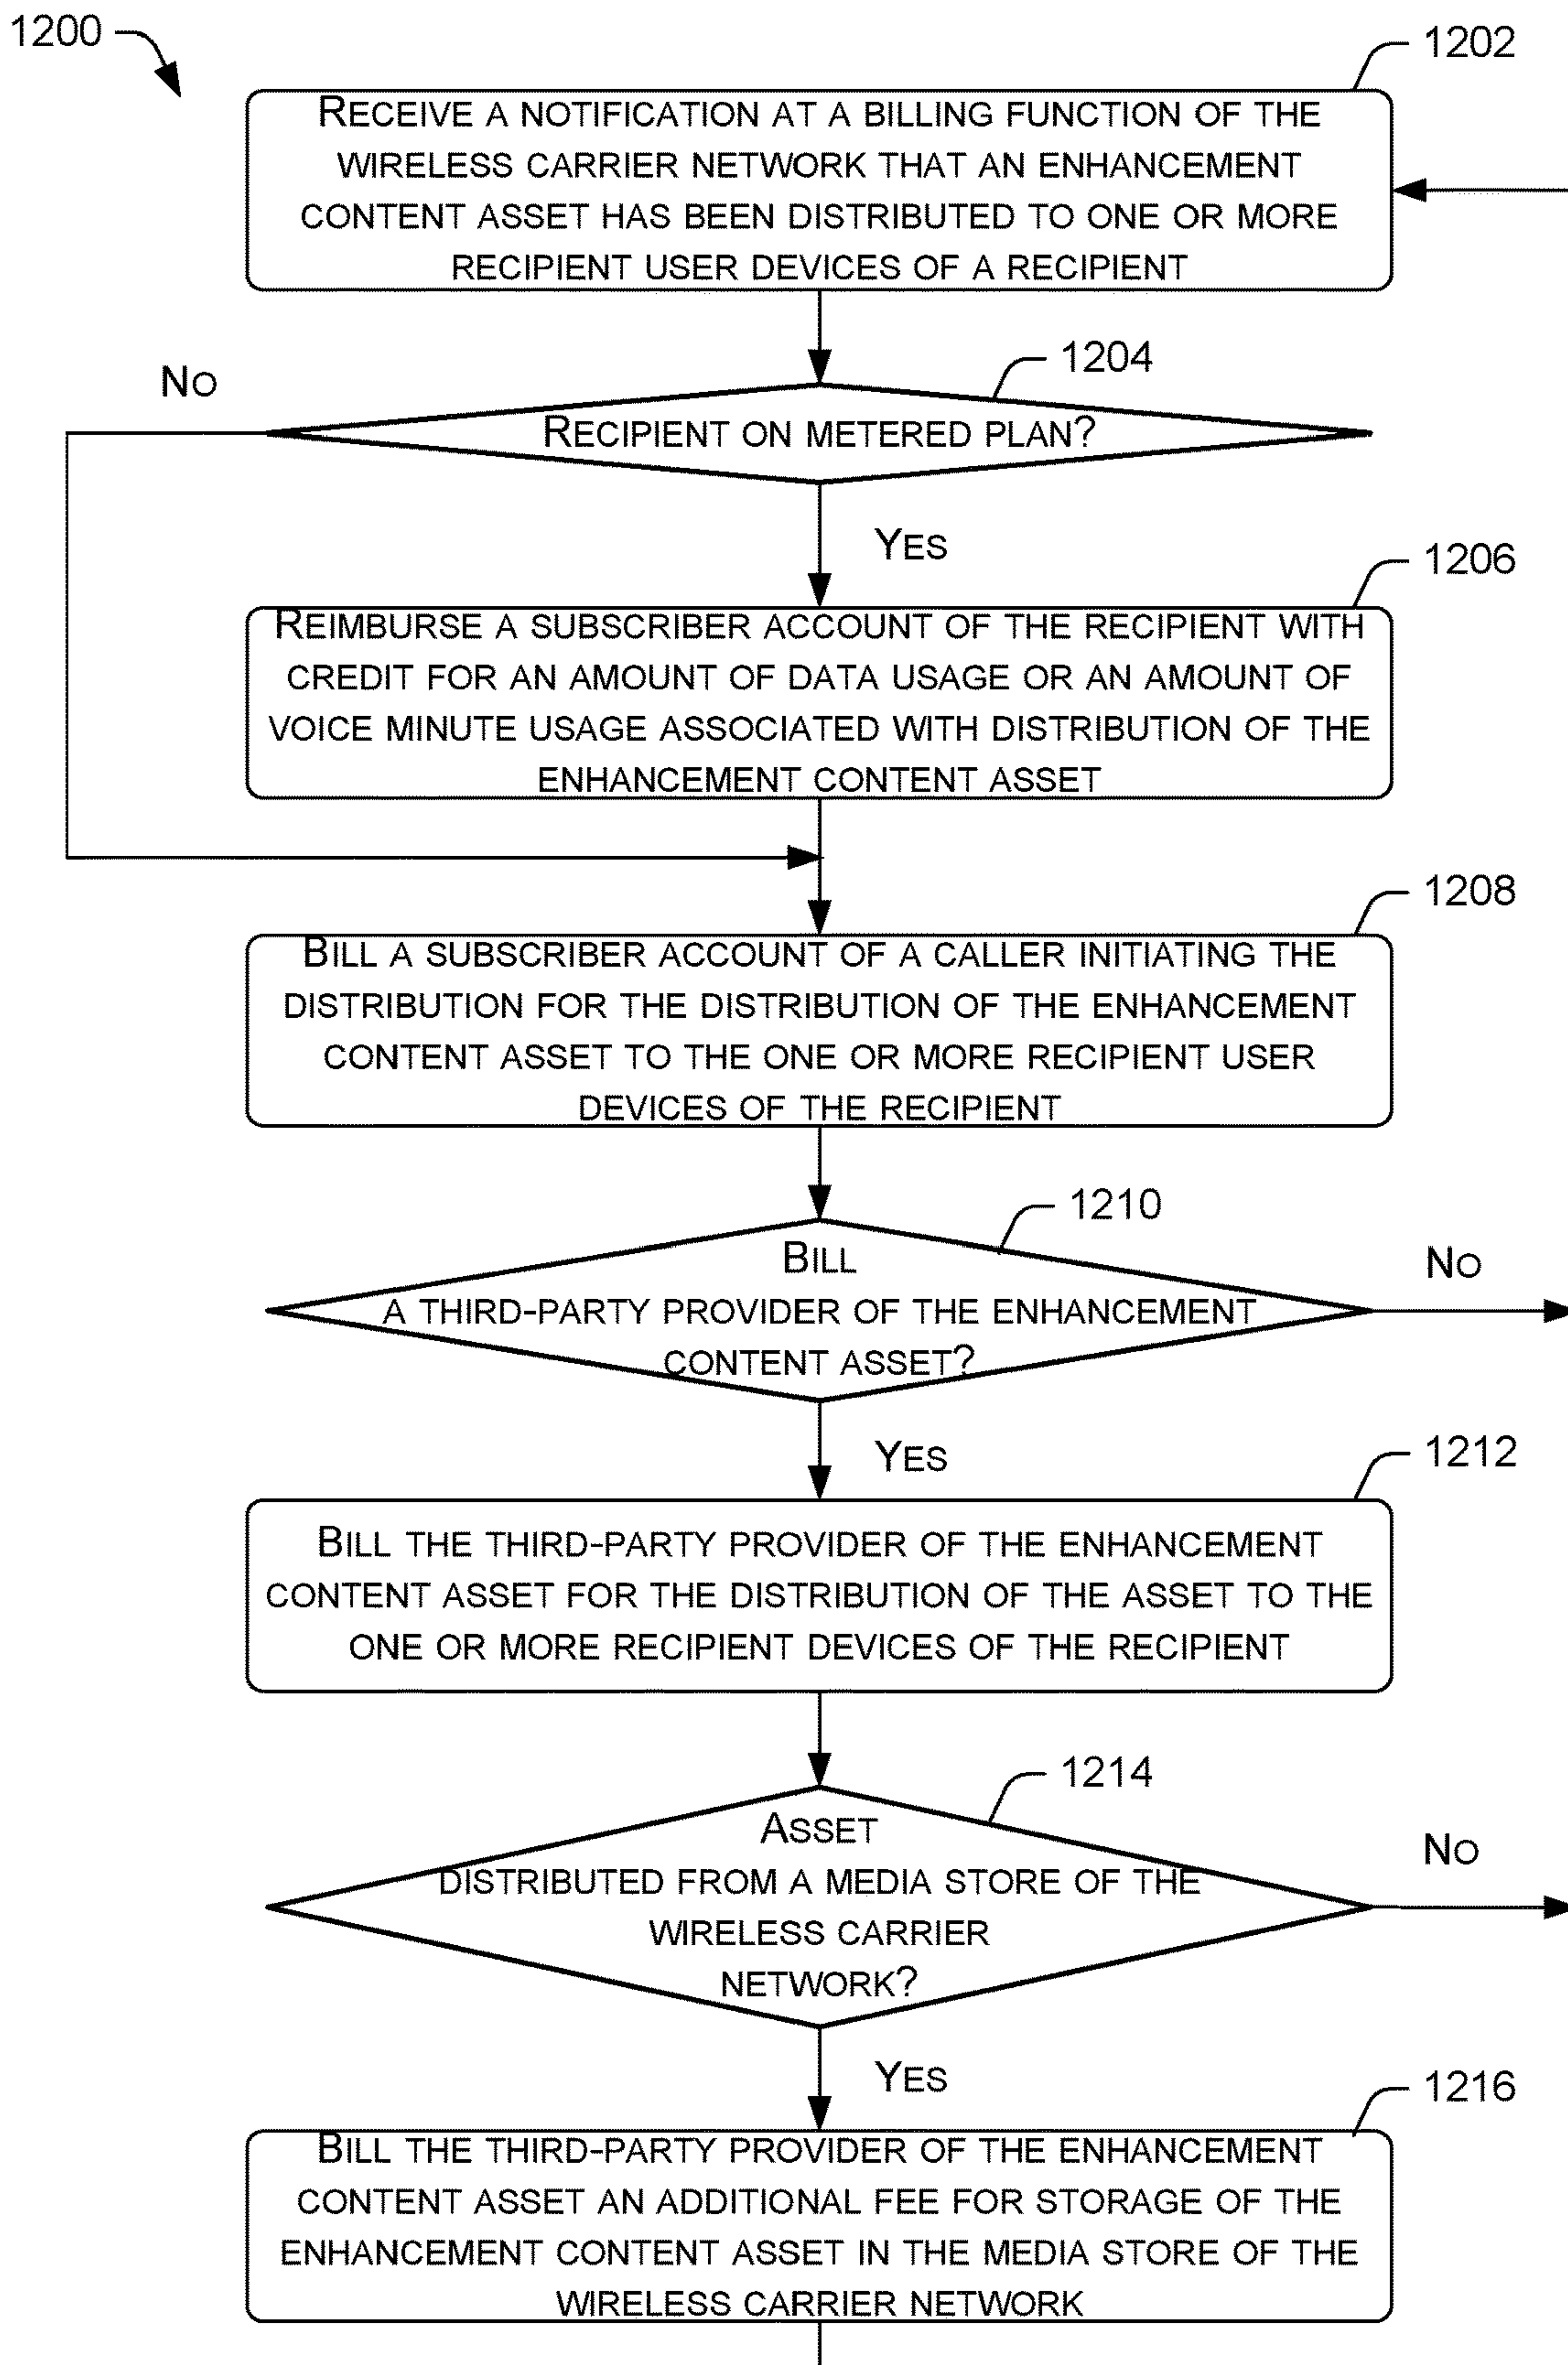 1200
1202
RECEIVE A NOTIFICATION AT A BILLING FUNCTION OF THE
WIRELESS CARRIER NETWORK THAT AN ENHANCEMENT
CONTENT ASSET HAS BEEN DISTRIBUTED TO ONE OR MORE
RECIPIENT USER DEVICES OF A RECIPIENT
1204
NO
RECIPIENT ON METERED PLAN?
YES
1206
REIMBURSE A SUBSCRIBER ACCOUNT OF THE RECIPIENT WITH
CREDIT FOR AN AMOUNT OF DATA USAGE OR AN AMOUNT OF
VOICE MINUTE USAGE ASSOCIATED WITH DISTRIBUTION OF THE
ENHANCEMENT CONTENT ASSET
1208
BILL A SUBSCRIBER ACCOUNT OF A CALLER INITIATING THE
DISTRIBUTION FOR THE DISTRIBUTION OF THE ENHANCEMENT
CONTENT ASSET TO THE ONE OR MORE RECIPIENT USER
DEVICES OF THE RECIPIENT
1210
BILL
A THIRD-PARTY PROVIDER OF THE ENHANCEMENT
CONTENT ASSET?
NO
YES
1212
BILL THE THIRD-PARTY PROVIDER OF THE ENHANCEMENT
CONTENT ASSET FOR THE DISTRIBUTION OF THE ASSET TO THE
ONE OR MORE RECIPIENT DEVICES OF THE RECIPIENT
1214
ASSET
DISTRIBUTED FROM A MEDIA STORE OF THE
WIRELESS CARRIER
NETWORK?
NO
YES
1216
BILL THE THIRD-PARTY PROVIDER OF THE ENHANCEMENT
CONTENT ASSET AN ADDITIONAL FEE FOR STORAGE OF THE
ENHANCEMENT CONTENT ASSET IN THE MEDIA STORE OF THE
WIRELESS CARRIER NETWORK